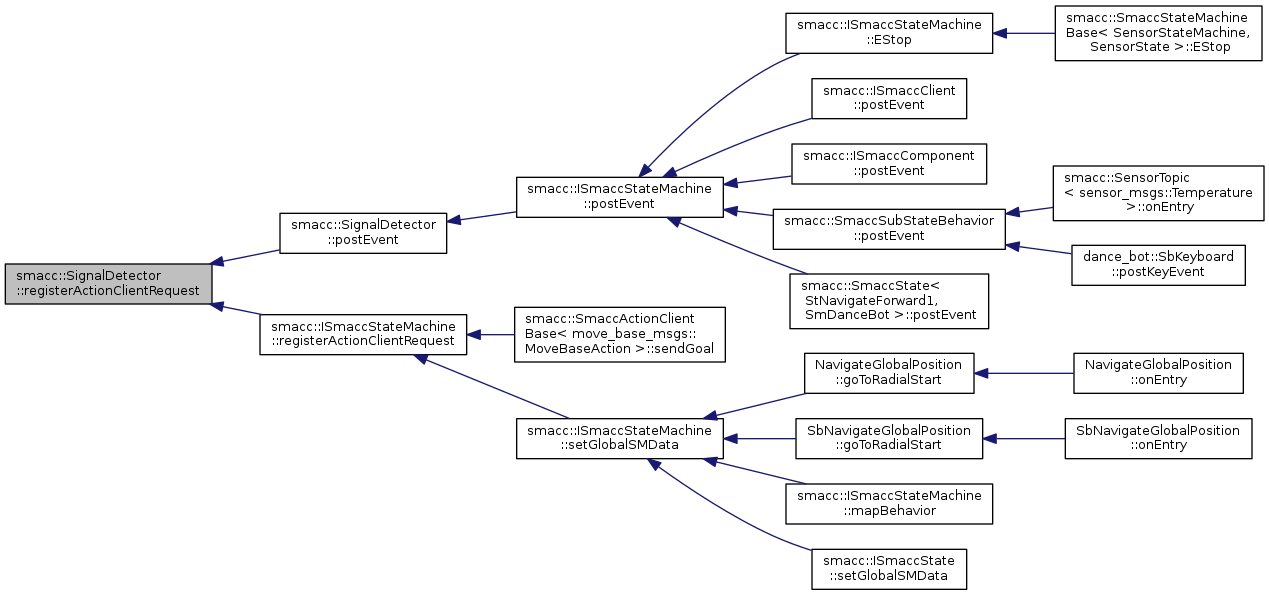 smacc::ISmaccStateMachine
::EStop
smacc::SmaccStateMachine
Base< SensorStateMachine,
SensorState >::EStop
smacc::ISmaccClient
::postEvent
smacc::ISmaccComponent
::postEvent
smacc::ISmaccStateMachine
::postEvent
smacc::SensorTopic
< sensor_msgs::Temperature
>::onEntry
smacc::SmaccSubStateBehavior
::postEvent
smacc::SignalDetector
::postEvent
dance_bot::SbKeyboard
::postKeyEvent
smacc::SignalDetector
::registerActionClientRequest
smacc::SmaccState<
StNavigateForward1,
SmDanceBot >::postEvent
smacc::ISmaccStateMachine
::registerActionClientRequest
smacc::SmaccActionClient
Base< move_base_msgs::
MoveBaseAction >::sendGoal
NavigateGlobalPosition
::goToRadialStart
NavigateGlobalPosition
::onEntry
smacc::ISmaccStateMachine
::setGlobalSMData
SbNavigateGlobalPosition
::goToRadialStart
SbNavigateGlobalPosition
::onEntry
smacc::ISmaccStateMachine
::mapBehavior
smacc::ISmaccState
::setGlobalSMData